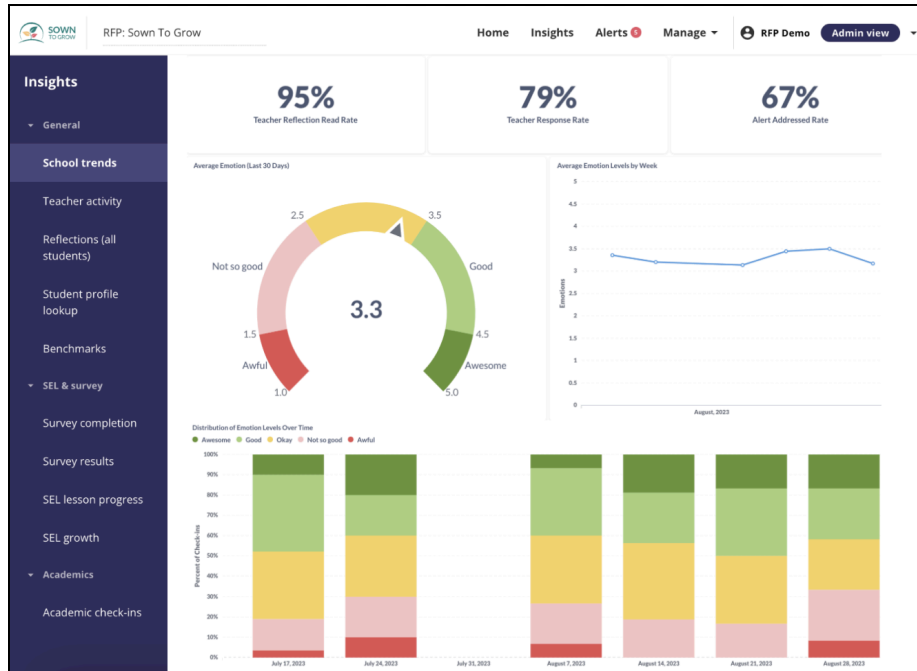 SOWN
TO GROW
RFP: Sown To Grow
Home Insights Alerts 5 Manage RFP Demo Admin view
Insights
General
School trends
Teacher activity
Reflections (all
students)
Student profile
lookup
Benchmarks
SEL & survey
Survey completion
Survey results
SEL lesson progress
SEL growth
Academics
Academic check-ins
95%
Teacher Reflection Read Rate
79%
Teacher Response Rate
67%
Alert Addressed Rate
Average Emotion (Last 30 Days)
2.5
3.5
Not so good
Good
3.3
1.5
4.5
Awful
Awesome
1.0
5.0
Average Emotion Levels by Week
5
4.5
4
3.5
3
2.5
2
1.5
1
0.5
0
Emotions
August, 2023
Distribution of Emotion Levels Over Time
Awesome Good Okay Not so good Awful
100%
90%
80%
70%
60%
50%
40%
30%
20%
10%
0%
Percent of Check-ins
July 17, 2023 July 24, 2023 July 31, 2023 August 7, 2023 August 14, 2023 August 21, 2023 August 28, 2023